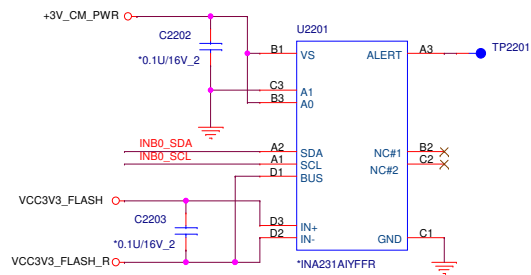 +3V_CM_PWR
C2202
*0.1U/16V_2
U2201
B1
VS
ALERT
A3
TP2201
C3
A1
B3
A0
INB0_SDA
A2
SDA
NC#1
B2
INB0_SCL
A1
SCL
NC#2
C2
D1
BUS
VCC3V3_FLASH
C2203
*0.1U/16V_2
D3
IN+
VCC3V3_FLASH_R
D2
IN-
GND
C1
*INA231AIYFFR